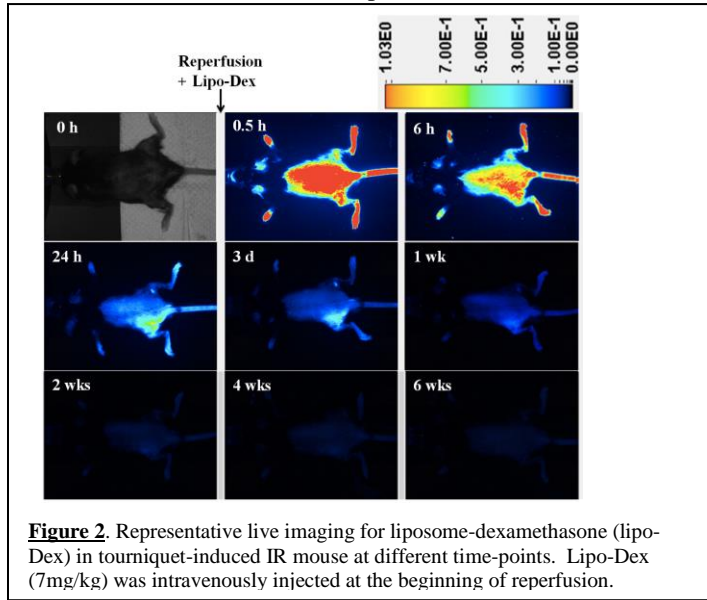 Reperfusion
+ Lipo-Dex
1.03E0
7.00E-1
5.00E-1
3.00E-1
1.00E-1
0.00E0
0 h
0.5 h
6 h
24 h
3 d
1 wk
2 wks
4 wks
6 wks
Figure 2. Representative live imaging for liposome-dexamethasone (lipo-
Dex) in tourniquet-induced IR mouse at different time-points. Lipo-Dex
(7mg/kg) was intravenously injected at the beginning of reperfusion.